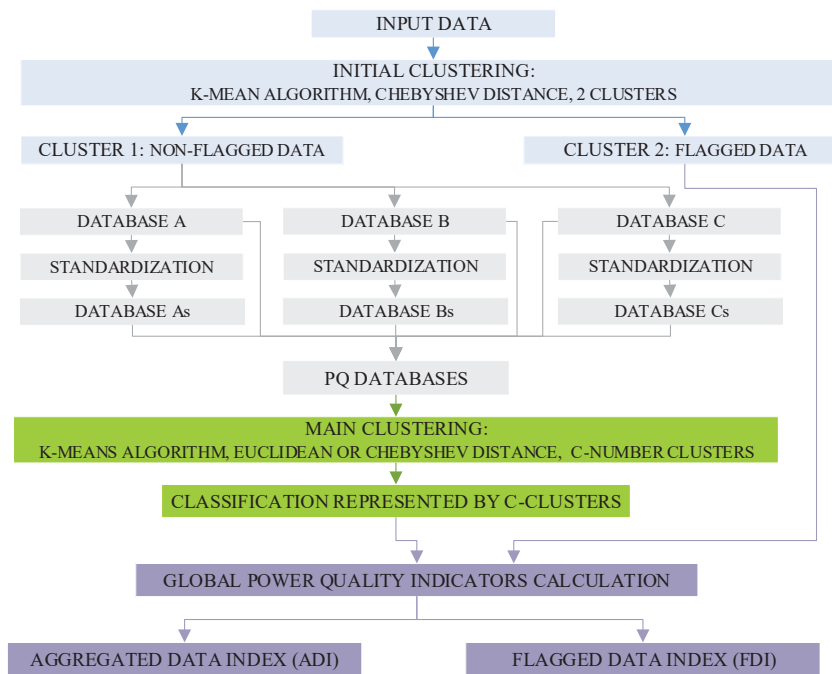 INPUT DATA
INITIAL CLUSTERING:
K-MEAN ALGORITHM, CHEBYSHEV DISTANCE, 2 CLUSTERS
CLUSTER 1: NON-FLAGGED DATA
CLUSTER 2: FLAGGED DATA
DATABASE A
DATABASE B
DATABASE C
STANDARDIZATION
STANDARDIZATION
STANDARDIZATION
DATABASE As
DATABASE Bs
DATABASE Cs
PQ DATABASES
MAIN CLUSTERING:
K-MEANS ALGORITHM, EUCLIDEAN OR CHEBYSHEV DISTANCE, C-NUMBER CLUSTERS
CLASSIFICATION REPRESENTED BY C-CLUSTERS
GLOBAL POWER QUALITY INDICATORS CALCULATION
AGGREGATED DATA INDEX (ADI)
FLAGGED DATA INDEX (FDI)